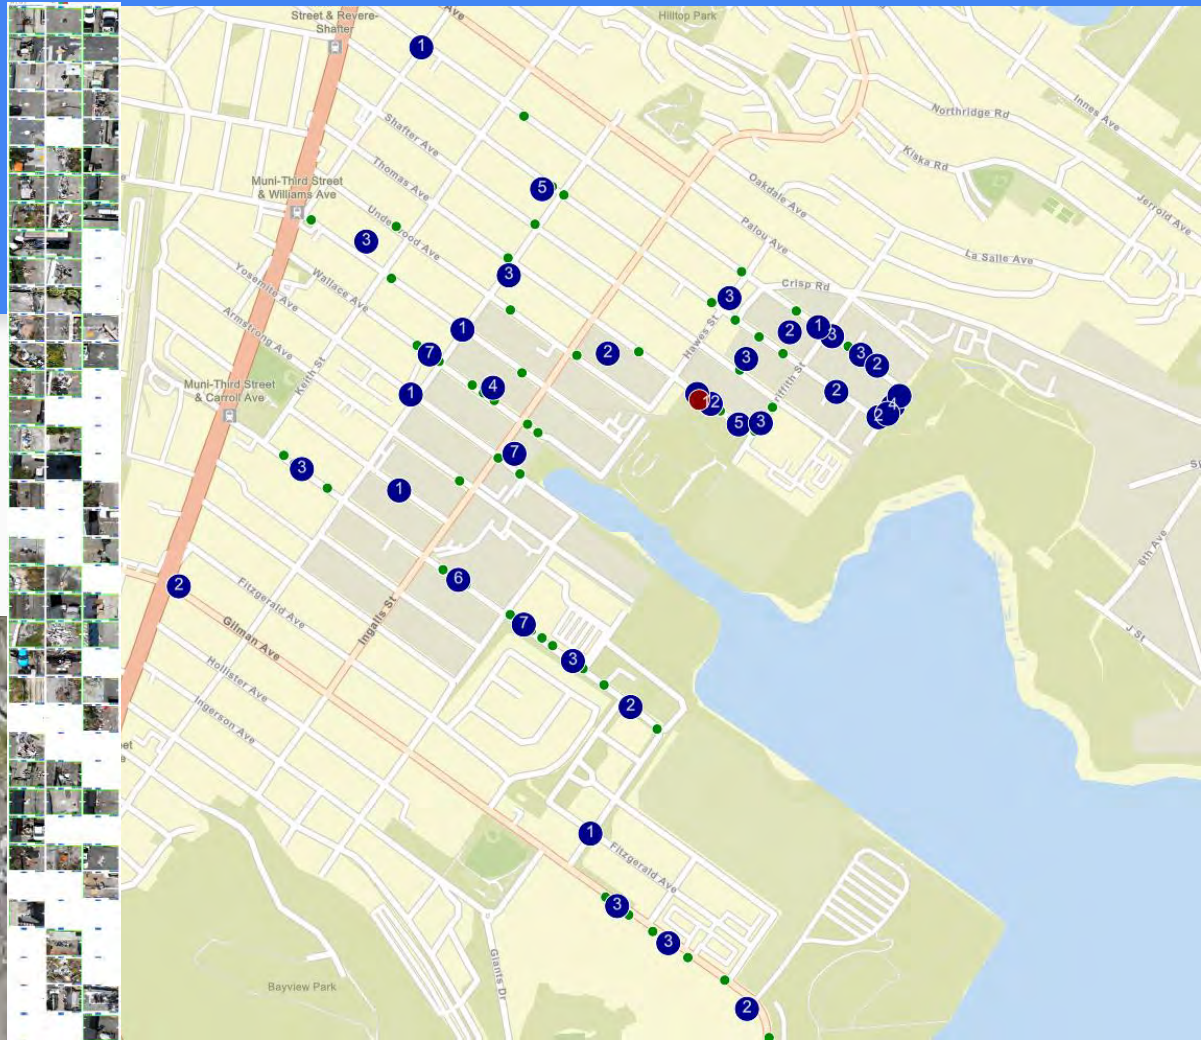 Street & Revere-
Shafter
Ave
Hilltop Park
1
Northridge Rd
Innes Ave
Shafter Ave
Kiska Rd
Thomas Ave
Muni-Third Street
& Williams Ave
5
Oakdale Ave
Jerrold Ave
Underwood Ave
Palou Ave
3
La Salle Ave
Yosemite Ave
Wallace Ave
3
Crisp Rd
3
Armstrong Ave
1
Hawes St
2
1
3
7
2
3
3
2
Keith St
Muni-Third Street
& Carroll Ave
1
4
riffith St
2
12
4
2
5
3
7
3
1
6th Ave
6
2
Fitzgerald Ave
Gilman Ave
Ingalls St
7
J St
Hollister Ave
3
Ingerson Ave
2
et
1
Fitzgerald Ave
3
3
Giants Dr
Bayview Park
2